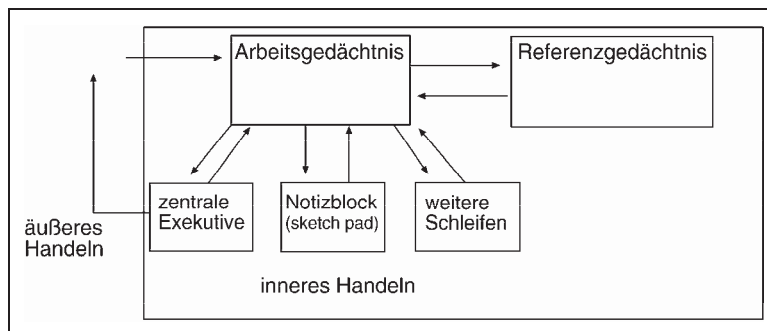 Arbeitsgedächtnis
Referenzgedächtnis
zentrale
Exekutive
Notizblock
(sketch pad)
weitere
Schleifen
äußeres
Handeln
inneres Handeln